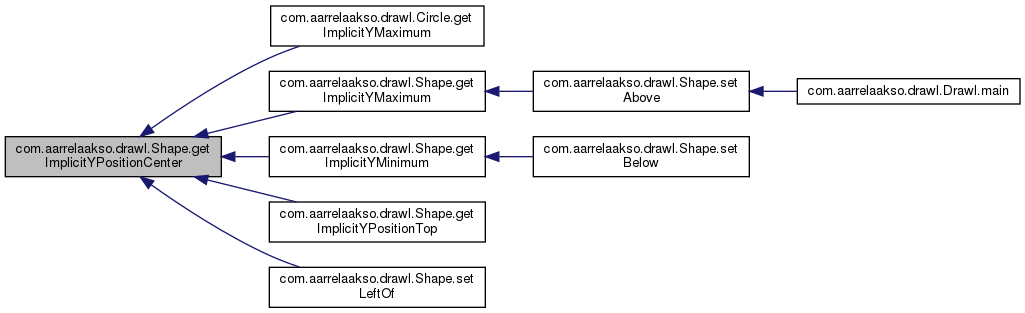 com.aarrelaakso.drawl.Circle.get
ImplicitYMaximum
com.aarrelaakso.drawl.Shape.get
ImplicitYMaximum
com.aarrelaakso.drawl.Shape.set
Above
com.aarrelaakso.drawl.Drawl.main
com.aarrelaakso.drawl.Shape.get
ImplicitYPositionCenter
com.aarrelaakso.drawl.Shape.get
ImplicitYMinimum
com.aarrelaakso.drawl.Shape.set
Below
com.aarrelaakso.drawl.Shape.get
ImplicitYPositionTop
com.aarrelaakso.drawl.Shape.set
LeftOf